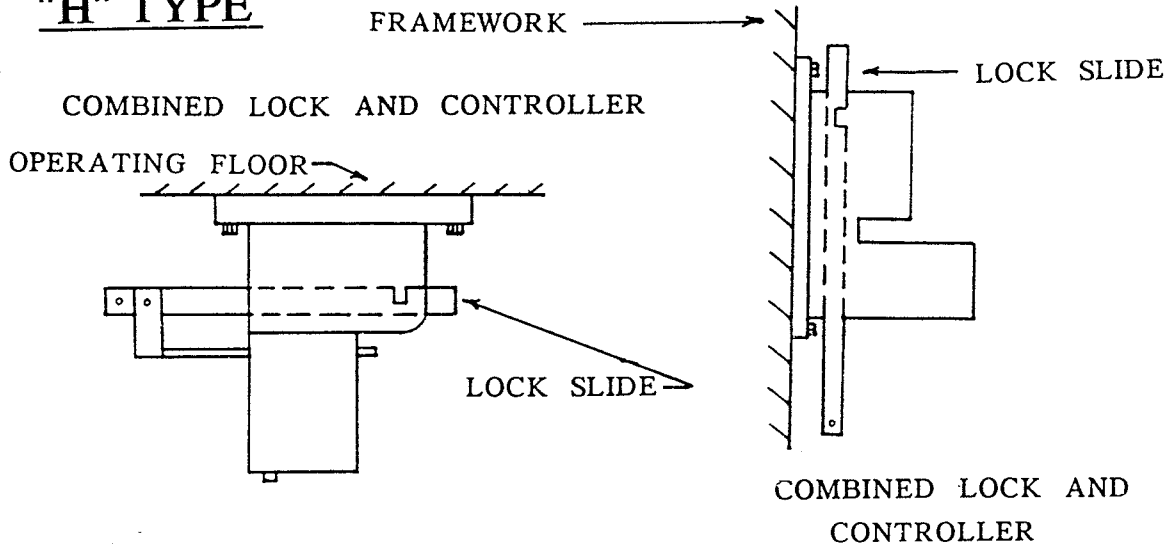 "H" TYPE
FRAMEWORK
LOCK SLIDE
COMBINED LOCK AND CONTROLLER
OPERATING FLOOR
LOCK SLIDE
COMBINED LOCK AND
CONTROLLER